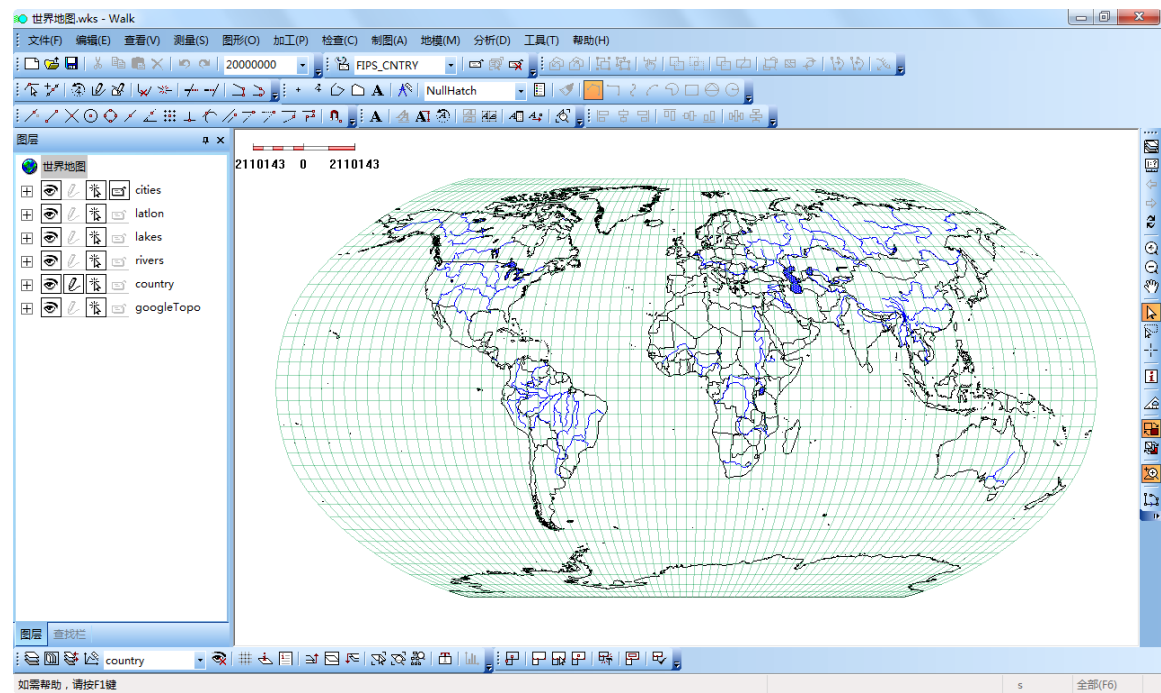 世界地图.wks - Walk
文件(F) 编辑(E) 查看(V) 测量(S) 图形(O) 加工(P) 检查(C) 制图(A) 地模(M) 分析(D) 工具(T) 帮助(H)
20000000 FIPS_CNTRY
A NullHatch
图层
2110143 0 2110143
世界地图
cities
latlon
lakes
rivers
country
googleTopo
图层 查找栏
country
如需帮助，请按F1键 s 全部(F6)